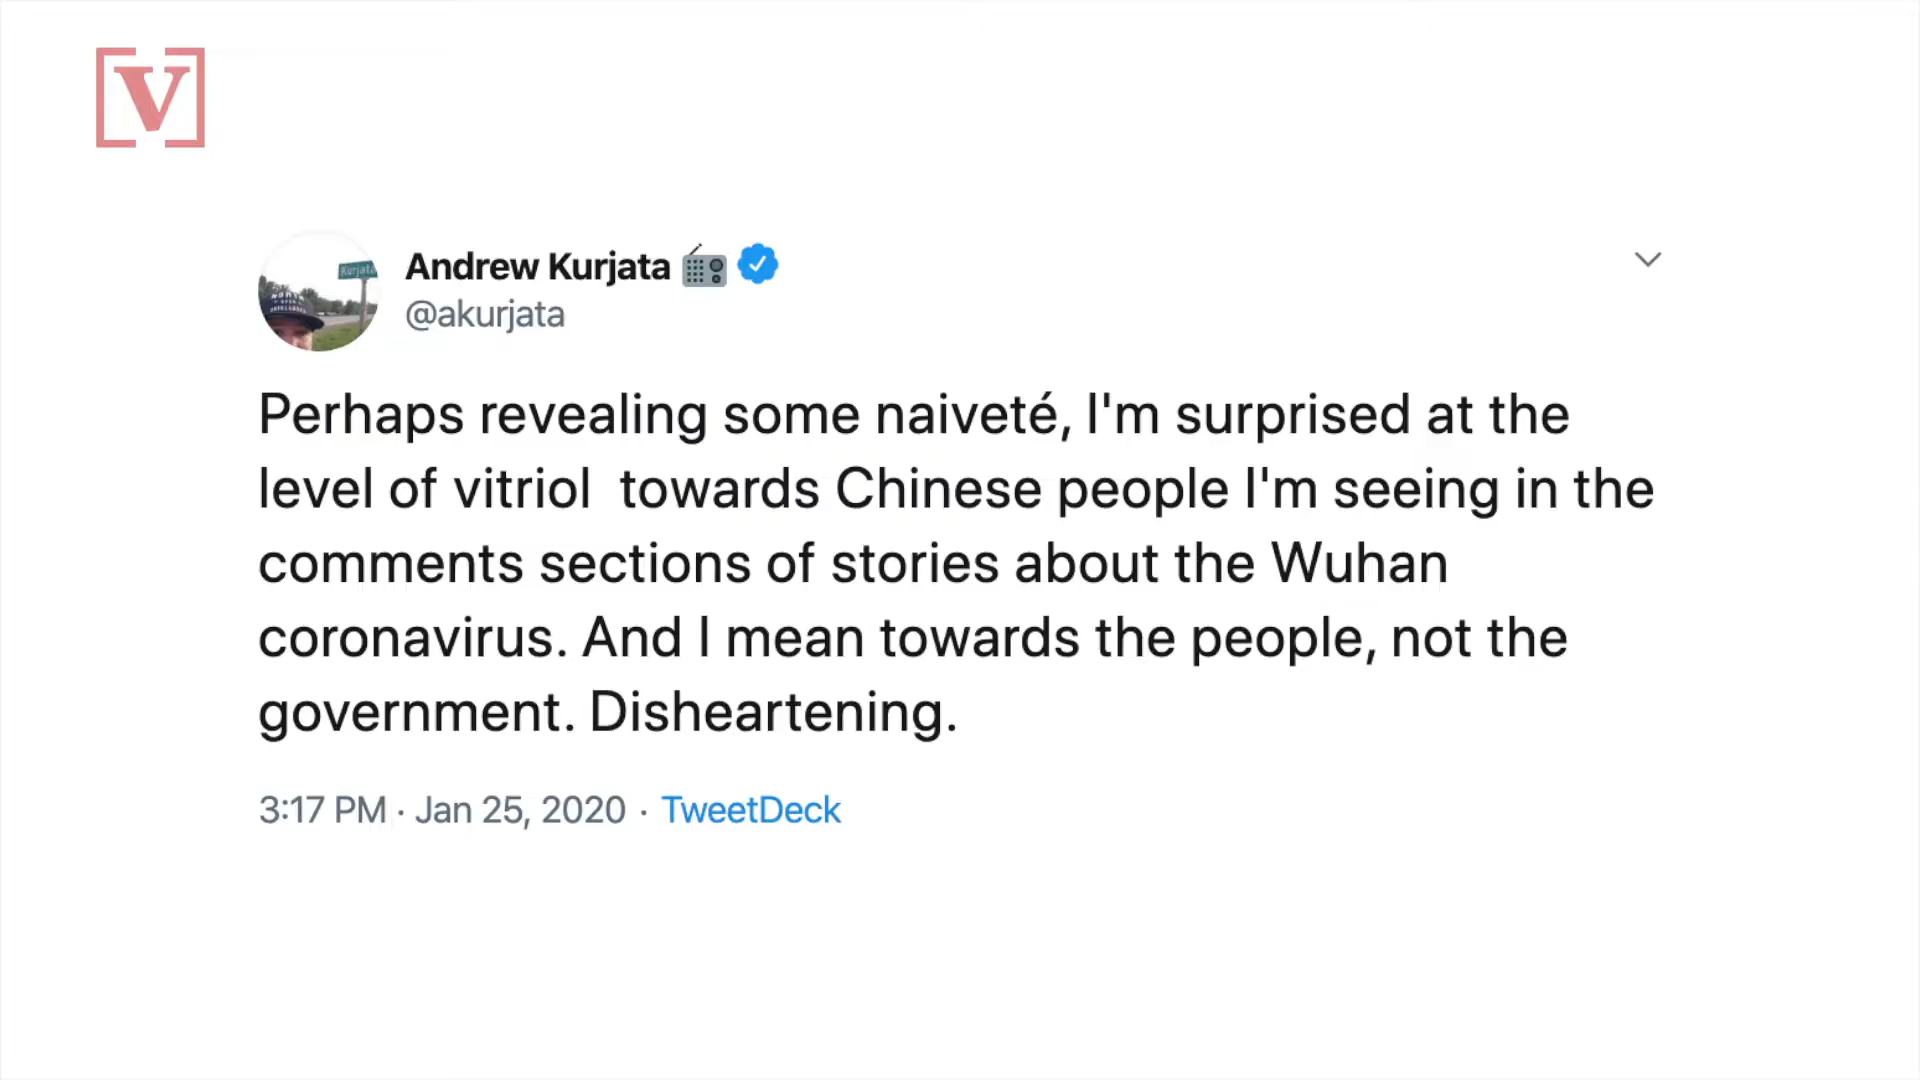 V
Kurjata
NORTH
Andrew Kurjata
@akurjata
Perhaps revealing some naiveté, I'm surprised at the
level of vitriol  towards Chinese people I'm seeing in the
comments sections of stories about the Wuhan
coronavirus. And I mean towards the people, not the
government. Disheartening.
3:17 PM · Jan 25, 2020 · TweetDeck